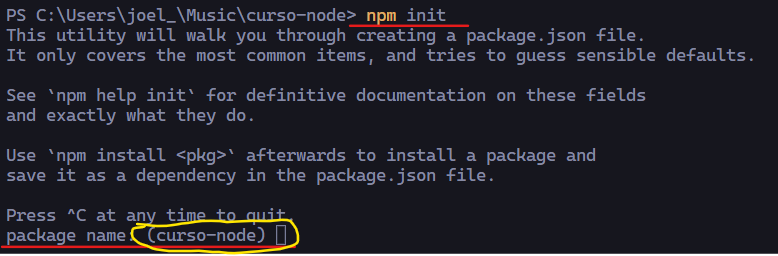 PS C:\Users\joel_\Music\curso-node> npm init
This utility will walk you through creating a package.json file.
It only covers the most common items, and tries to guess sensible defaults.
See `npm help init` for definitive documentation on these fields
and exactly what they do.
Use `npm install <pkg>` afterwards to install a package and
save it as a dependency in the package.json file.
Press ^C at any time to quit.
package name: (curso-node)